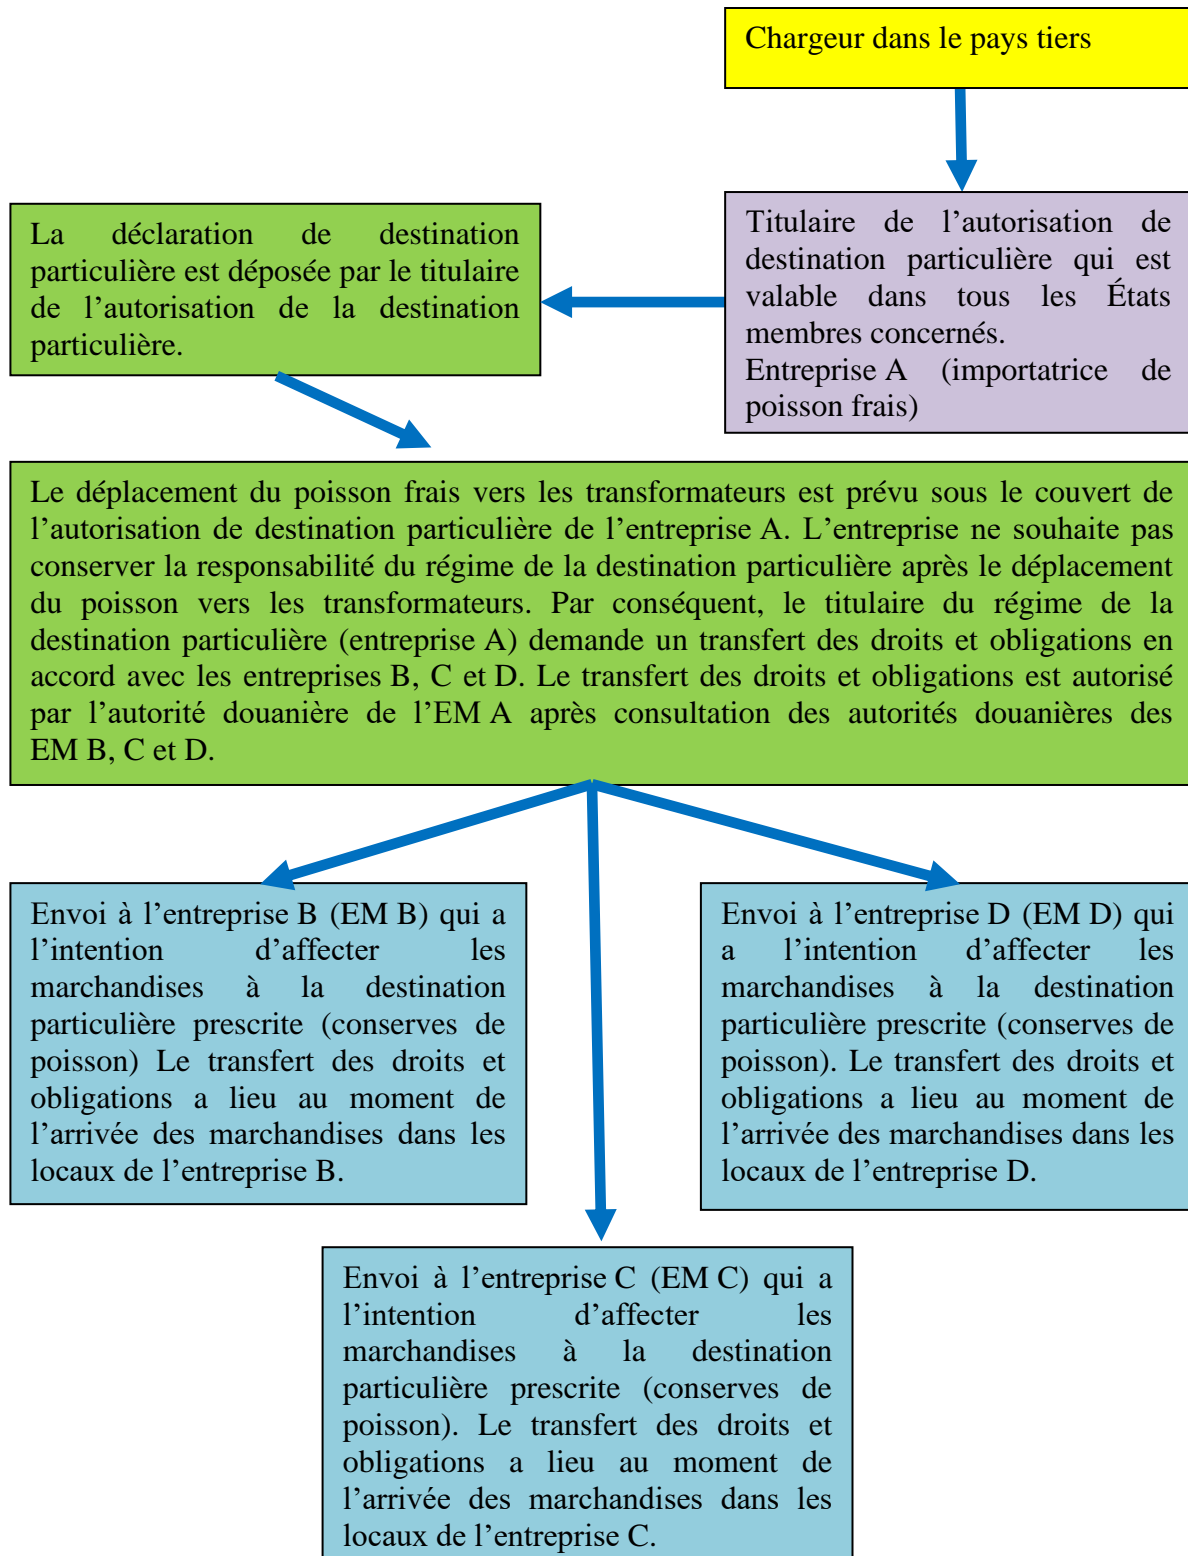 Chargeur dans le pays tiers
Titulaire de l’autorisation de
destination particulière qui est
valable dans tous les États
membres concernés.
Entreprise A (importatrice de
poisson frais)
La déclaration de destination
particulière est déposée par le titulaire
de l’autorisation de la destination
particulière.
Le déplacement du poisson frais vers les transformateurs est prévu sous le couvert de
l’autorisation de destination particulière de l’entreprise A. L’entreprise ne souhaite pas
conserver la responsabilité du régime de la destination particulière après le déplacement
du poisson vers les transformateurs. Par conséquent, le titulaire du régime de la
destination particulière (entreprise A) demande un transfert des droits et obligations en
accord avec les entreprises B, C et D. Le transfert des droits et obligations est autorisé
par l’autorité douanière de l’EM A après consultation des autorités douanières des
EM B, C et D.
Envoi à l’entreprise B (EM B) qui a
l’intention d’affecter les
marchandises à la destination
particulière prescrite (conserves de
poisson) Le transfert des droits et
obligations a lieu au moment de
l’arrivée des marchandises dans les
locaux de l’entreprise B.
Envoi à l’entreprise D (EM D) qui
a l’intention d’affecter les
marchandises à la destination
particulière prescrite (conserves de
poisson). Le transfert des droits et
obligations a lieu au moment de
l’arrivée des marchandises dans les
locaux de l’entreprise D.
Envoi à l’entreprise C (EM C) qui a
l’intention d’affecter les
marchandises à la destination
particulière prescrite (conserves de
poisson). Le transfert des droits et
obligations a lieu au moment de
l’arrivée des marchandises dans les
locaux de l’entreprise C.